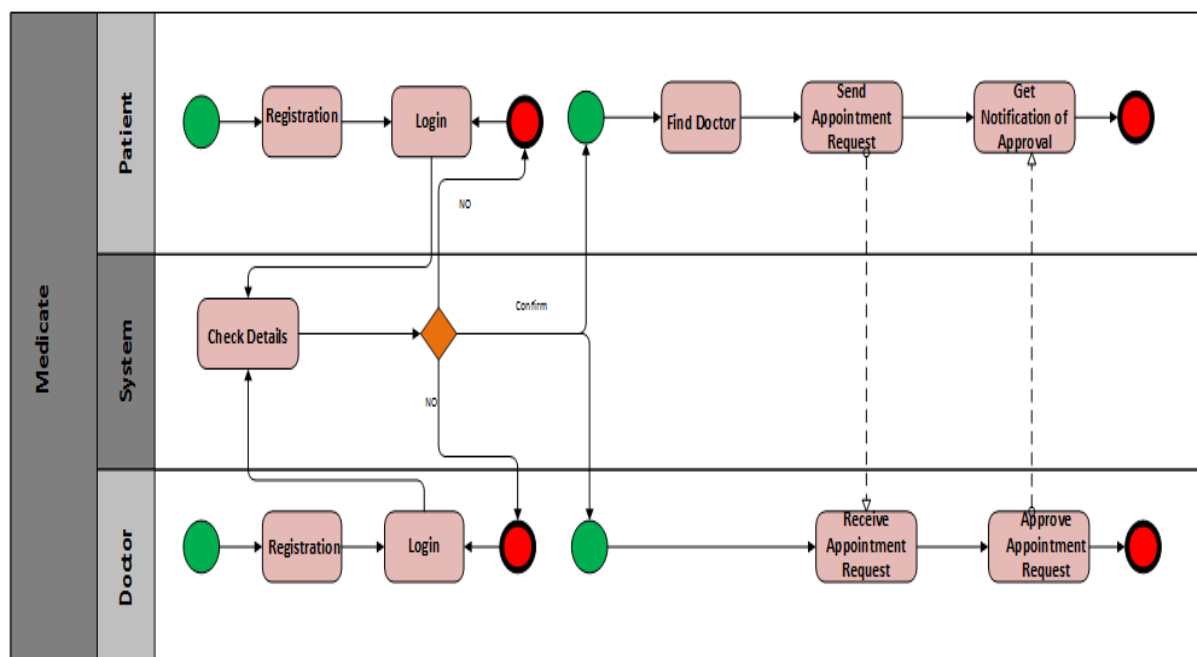 Medicate
Patient
Registration
Login
NO
Find Doctor
Send
Appointment
Request
Get
Notification of
Approval
System
Check Details
Confirm
NO
Doctor
Registration
Login
Receive
Appointment
Request
Approve
Appointment
Request